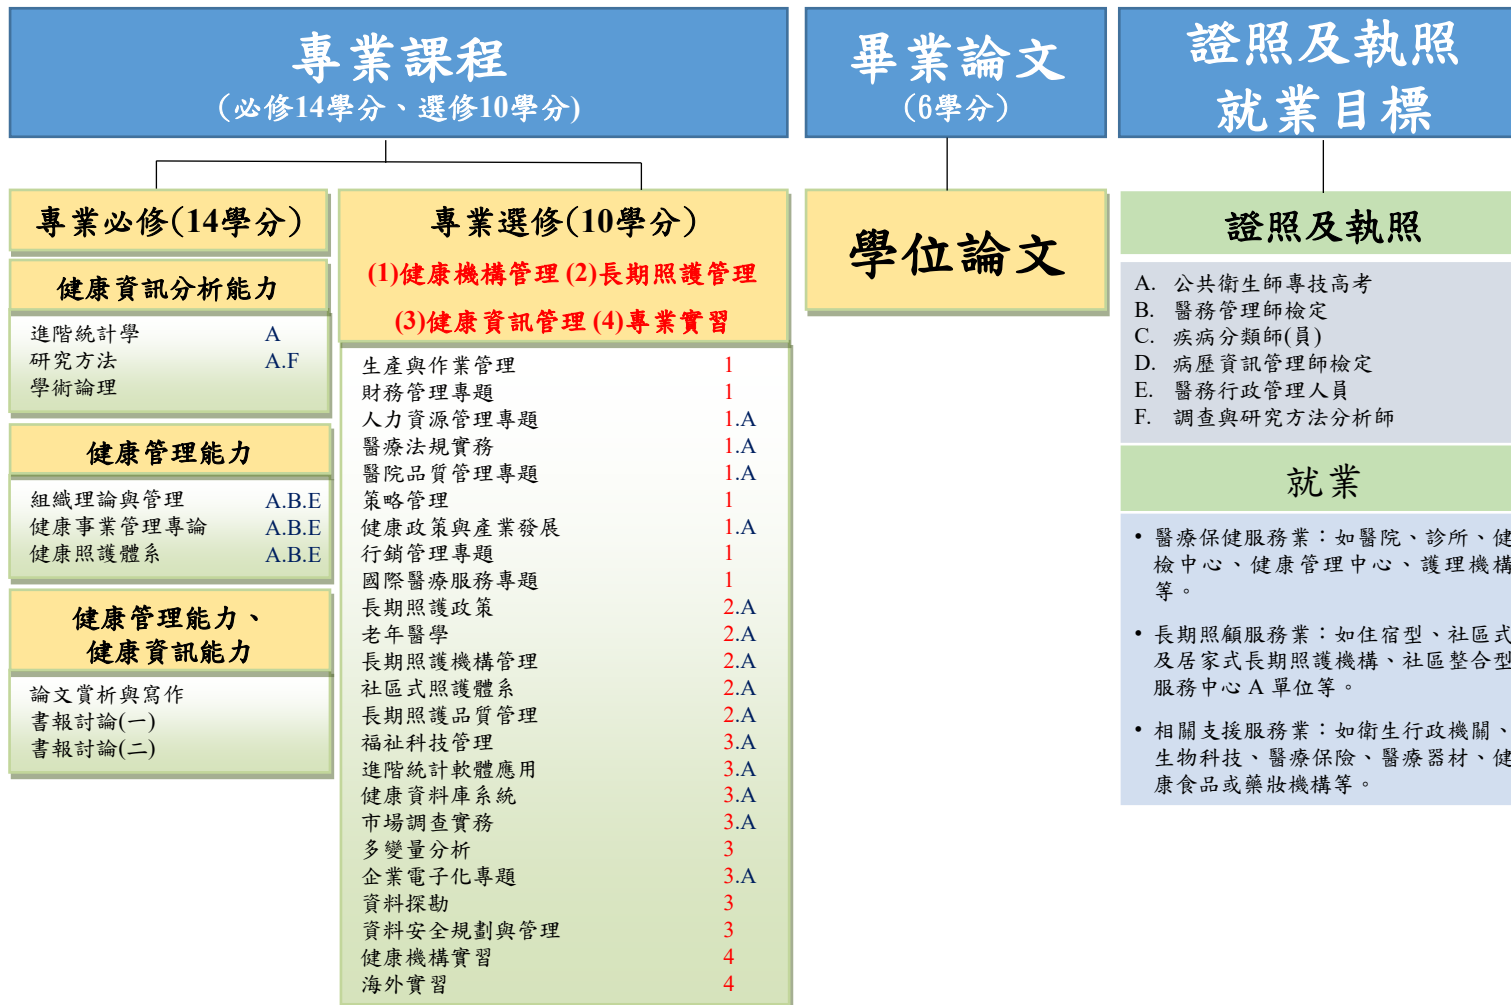 專業課程
(必修14學分、選修10學分)
專業必修(14學分)
健康資訊分析能力
進階統計學 A
研究方法 A.F
學術論理
健康管理能力
組織理論與管理 A.B.E
健康事業管理專論 A.B.E
健康照護體系 A.B.E
健康管理能力、
健康資訊能力
論文賞析與寫作
書報討論(一)
書報討論(二)
專業選修(10學分)
(1)健康機構管理 (2)長期照護管理
(3)健康資訊管理 (4)專業實習
生產與作業管理 1
財務管理專題 1
人力資源管理專題 1.A
醫療法規實務 1.A
醫院品質管理專題 1.A
策略管理 1
健康政策與產業發展 1.A
行銷管理專題 1
國際醫療服務專題 1
長期照護政策 2.A
老年醫學 2.A
長期照護機構管理 2.A
社區式照護體系 2.A
長期照護品質管理 2.A
福祉科技管理 3.A
進階統計軟體應用 3.A
健康資料庫系統 3.A
市場調查實務 3.A
多變量分析 3
企業電子化專題 3.A
資料探勘 3
資料安全規劃與管理 3
健康機構實習 4
海外實習 4
畢業論文
(6學分)
學位論文
證照及執照
就業目標
證照及執照
A. 公共衛生師專技高考
B. 醫務管理師檢定
C. 疾病分類師(員)
D. 病歷資訊管理師檢定
E. 醫務行政管理人員
F. 調查與研究方法分析師
就業
• 醫療保健服務業：如醫院、診所、健
檢中心、健康管理中心、護理機構
等。
• 長期照顧服務業：如住宿型、社區式
及居家式長期照護機構、社區整合型
服務中心 A 單位等。
• 相關支援服務業：如衛生行政機關、
生物科技、醫療保險、醫療器材、健
康食品或藥妝機構等。